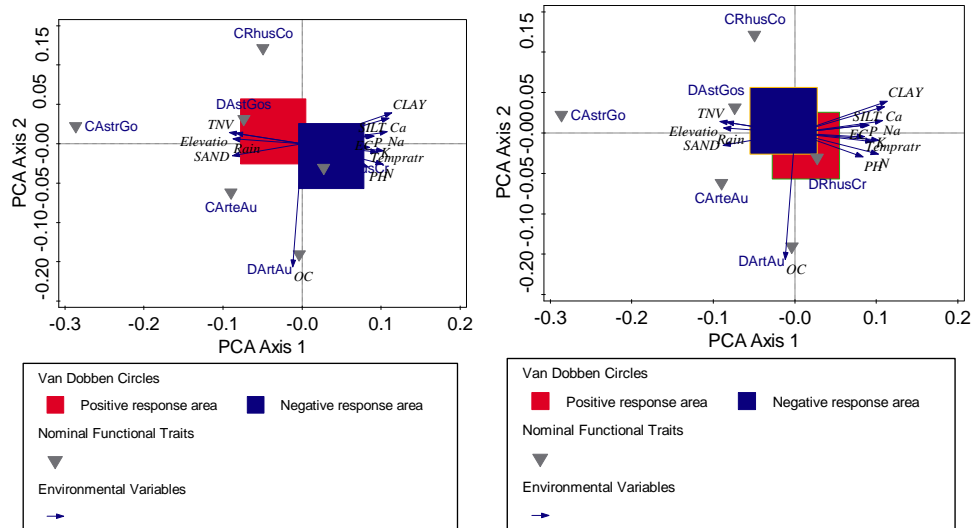 0.15
0.05
-0.00
-0.05
-0.10
-0.20
PCA Axis 2
CRhusCo
DAstGos
CAstrGo
CArteAu
DArtAu
CLAY
SILT Ca
P Na
K
Tempratr
PH N
TNV
Elevatio
Rain
SAND
OC
-0.3
-0.2
-0.1
-0.0
0.1
0.2
PCA Axis 1
Van Dobben Circles
Positive response area
Negative response area
Nominal Functional Traits
Environmental Variables
0.15
0.05
-0.00
-0.05
-0.10
-0.20
PCA Axis 2
CRhusCo
DAstGos
CAstrGo
CArteAu
DRhusCr
DArtAu
CLAY
SILT Ca
EC P Na
K
Tempratr
PH N
TNV
Elevatio
Rain
SAND
OC
-0.3
-0.2
-0.1
-0.0
0.1
0.2
PCA Axis 1
Van Dobben Circles
Positive response area
Negative response area
Nominal Functional Traits
Environmental Variables